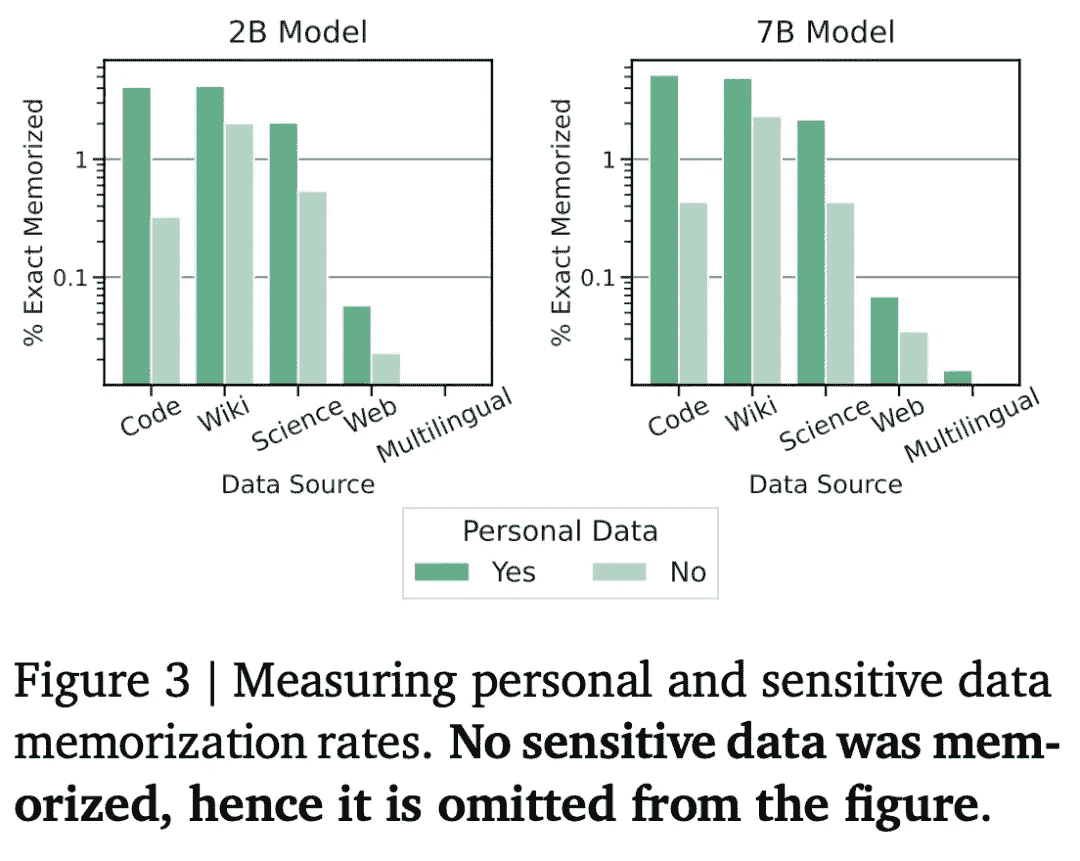 2B Model
% Exact Memorized
1
0.1
Code
Wiki
Science
Web
Multilingual
Data Source
7B Model
% Exact Memorized
1
0.1
Code
Wiki
Science
Web
Multilingual
Data Source
Personal Data
Yes No
Figure 3 | Measuring personal and sensitive data
memorization rates. No sensitive data was mem-
orized, hence it is omitted from the figure.